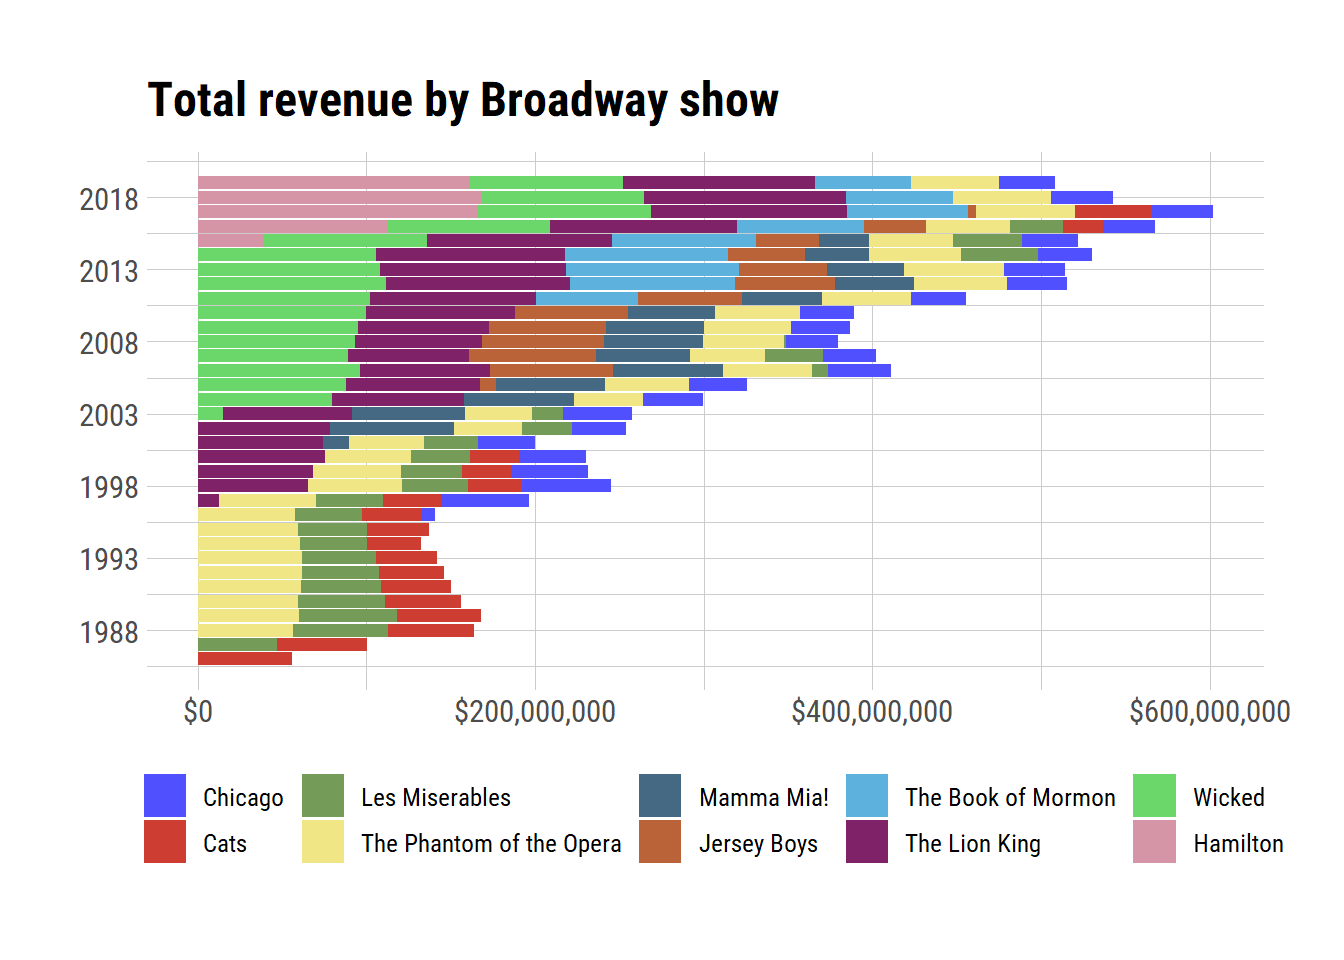 Total revenue by Broadway show
2018
2013
2008
2003
1998
1993
1988
$0 $200,000,000 $400,000,000 $600,000,000
Chicago Les Miserables Mamma Mia! The Book of Mormon Wicked
Cats The Phantom of the Opera Jersey Boys The Lion King Hamilton